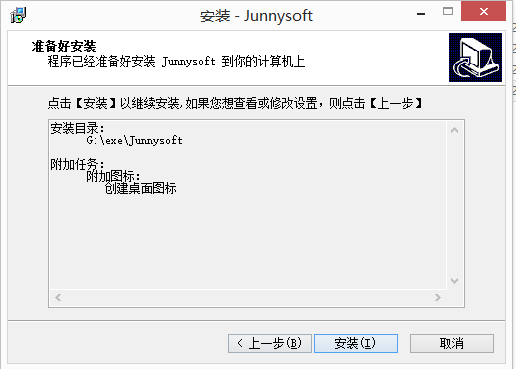 安装 - Junnysoft
准备好安装
程序已经准备好安装 Junnysoft 到你的计算机上
点击【安装】以继续安装,如果您想查看或修改设置，则点击【上一步】
安装目录:
G:\exe\Junnysoft
附加任务:
附加图标:
创建桌面图标
< 上一步(B)
安装(I)
取消